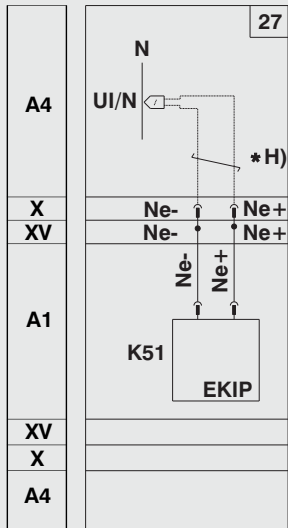 27
N
A4
UI/N
* H)
X Ne- Ne+
XV Ne- Ne+
Ne- Ne+
A1
K51
EKIP
XV
X
A4